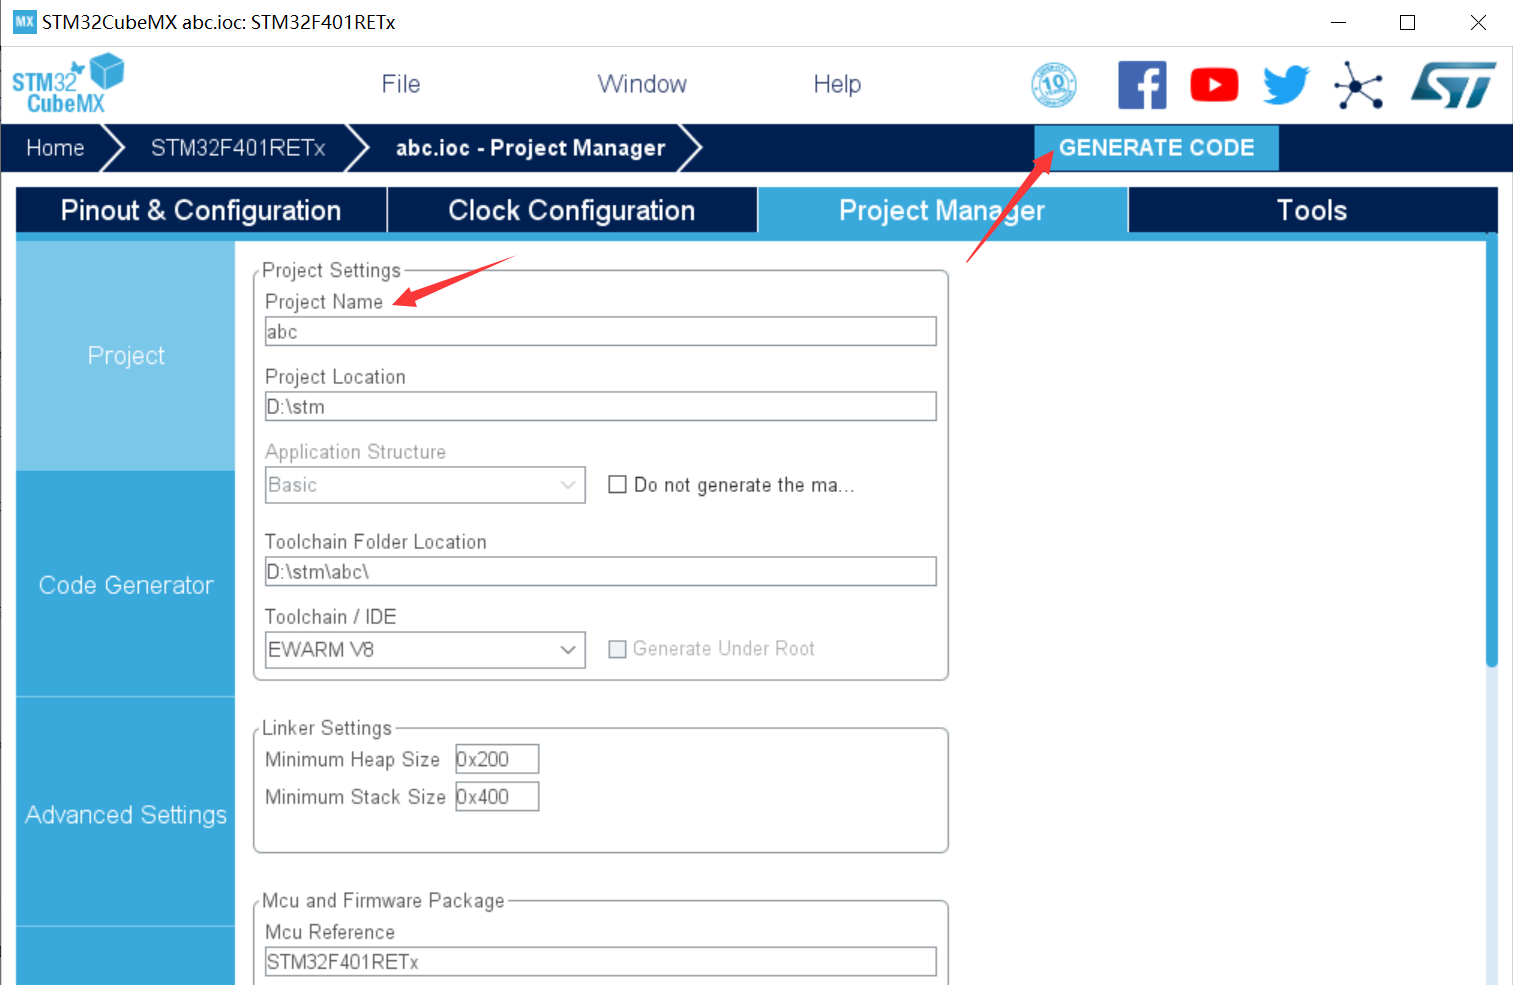 MX STM32CubeMX abc.ioc: STM32F401RETx
STM32 CubeMX
File Window Help
10
Home STM32F401RETx abc.ioc - Project Manager GENERATE CODE
Pinout & Configuration Clock Configuration Project Manager Tools
Project
Code Generator
Advanced Settings
Project Settings
Project Name
abc
Project Location
D:\stm
Application Structure
Basic Do not generate the ma...
Toolchain Folder Location
D:\stm\abc\
Toolchain / IDE
EWARM V8 Generate Under Root
Linker Settings
Minimum Heap Size 0x200
Minimum Stack Size 0x400
Mcu and Firmware Package
Mcu Reference
STM32F401RETx